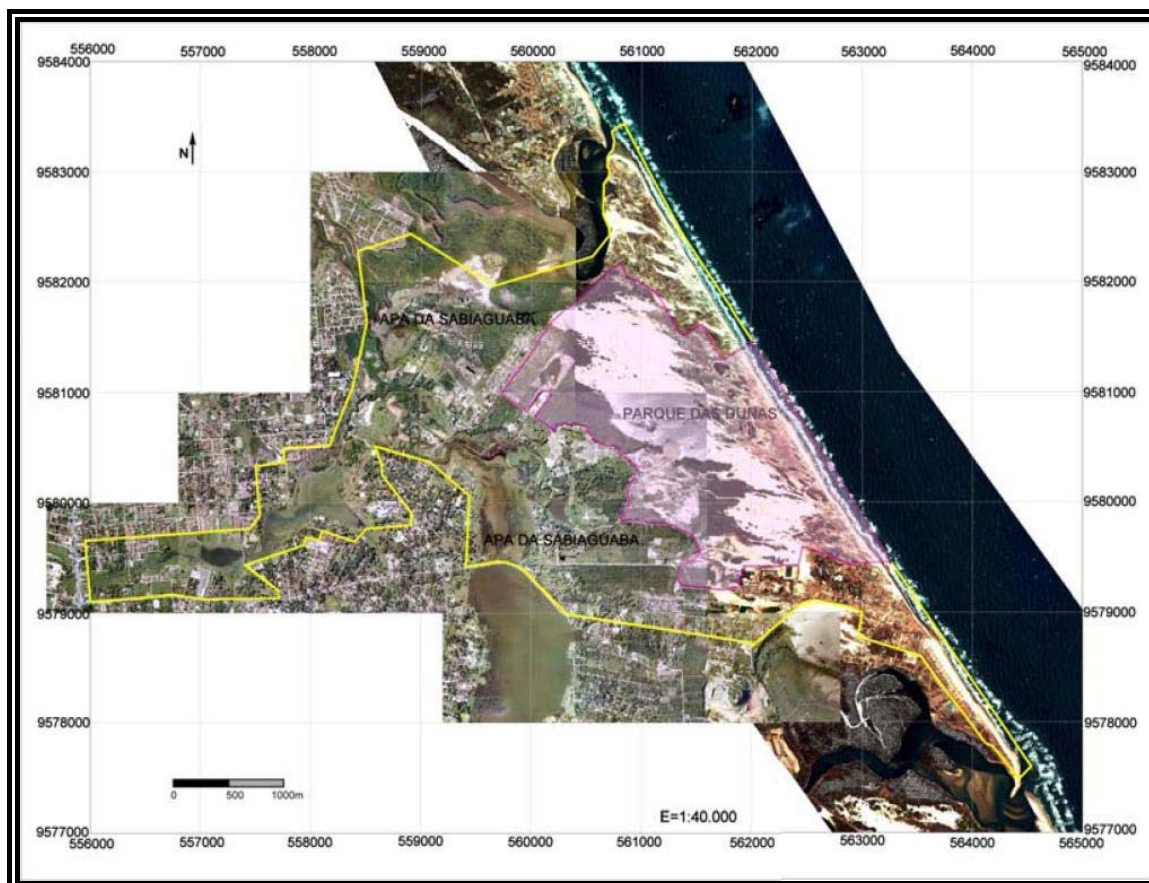 556000 557000 558000 559000 560000 561000 562000 563000 564000 565000
9584000 9584000
N
9583000 9583000
9582000 9582000
APA DA SABIAGUABA
9581000 9581000
PARQUE DAS DUNAS
9580000 9580000
APA DA SABIAGUABA
9579000 9579000
9578000 9578000
0 500 1000m
E=1:40.000
9577000 9577000
556000 557000 558000 559000 560000 561000 562000 563000 564000 565000